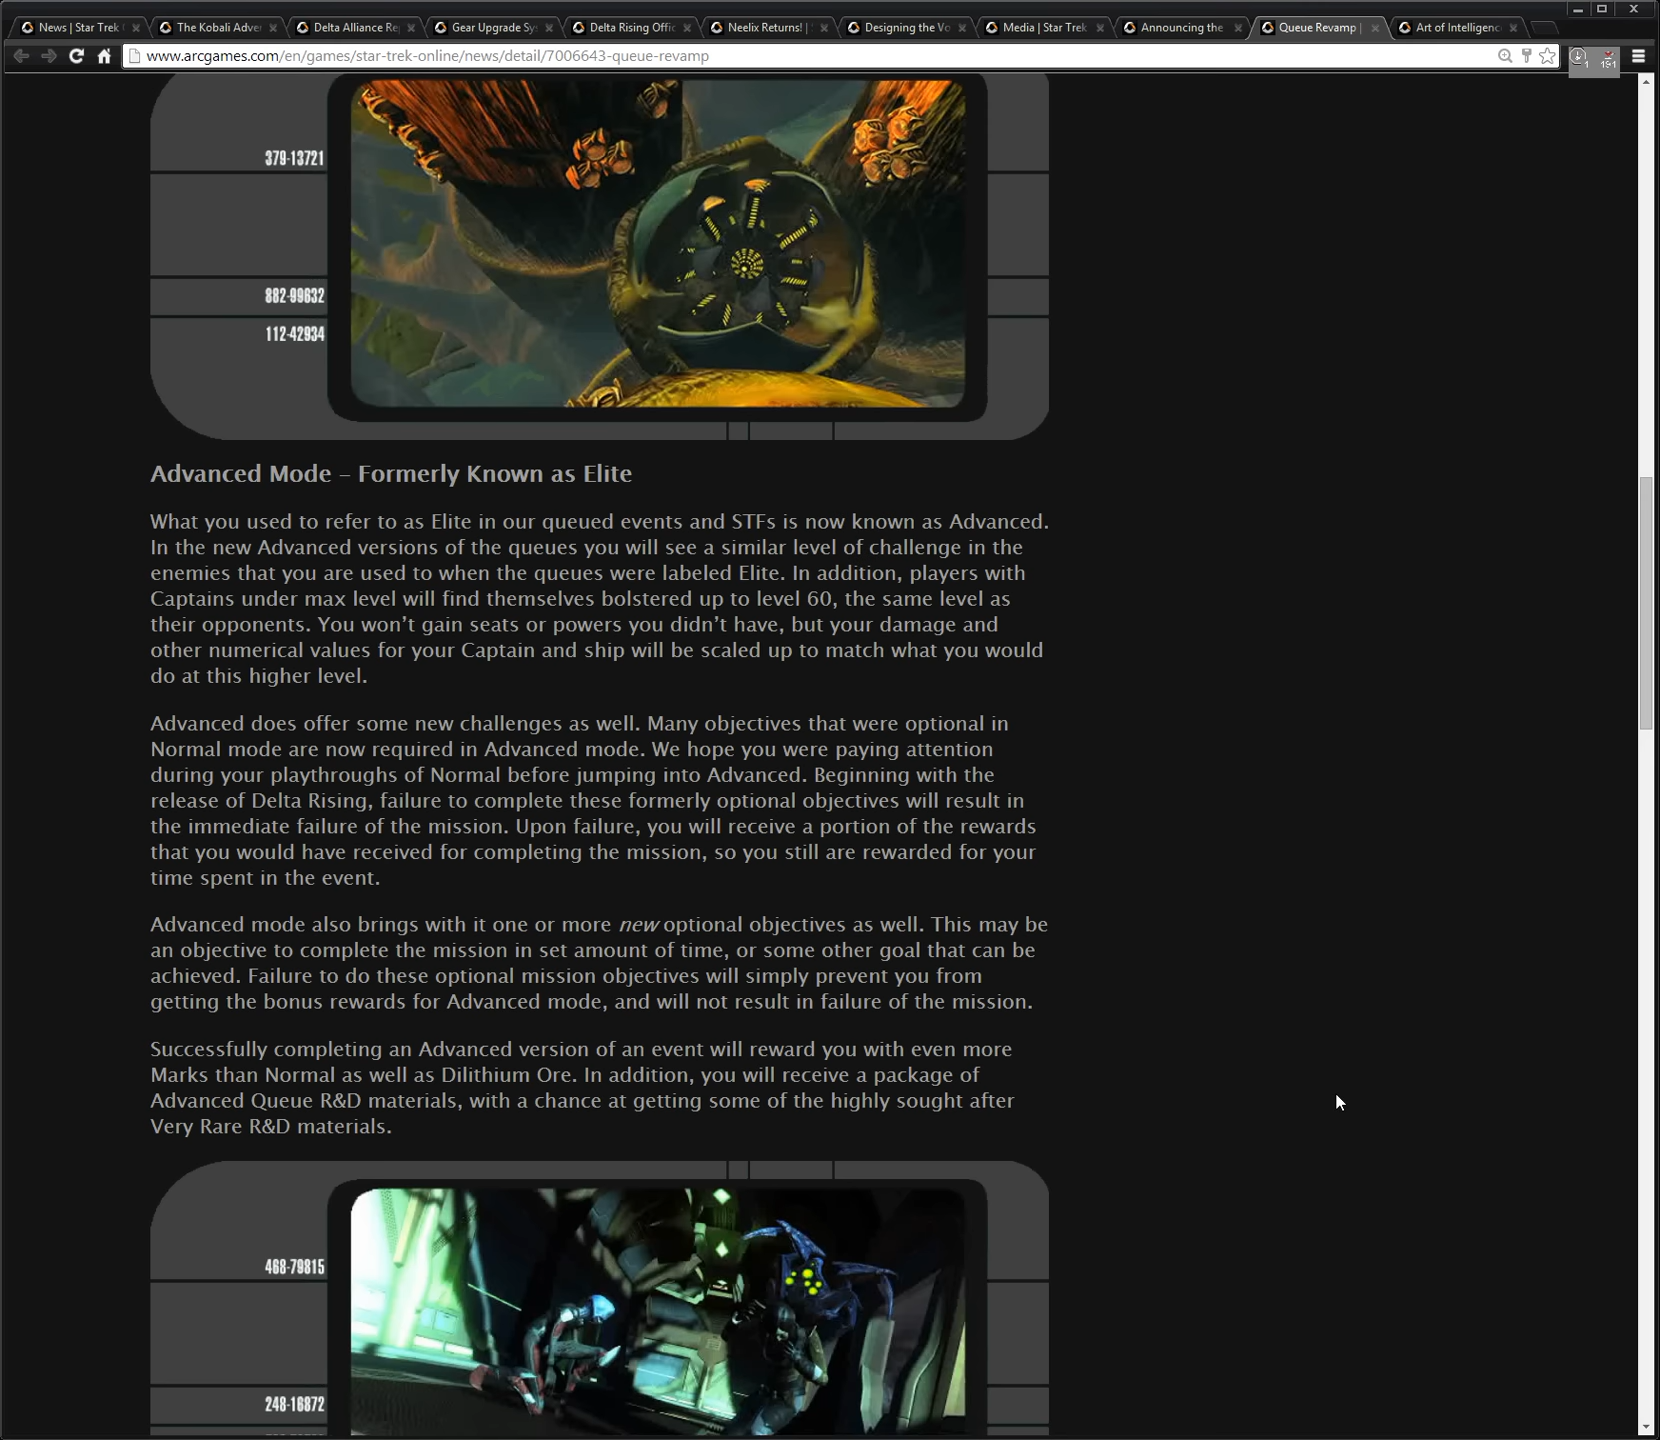 News | Star Trek
The Kobali Adve
Delta Alliance Re
Gear Upgrade Sy
Delta Rising Offic
Neelix Returns! |
Designing the Vo
Media | Star Trek
Announcing the
Queue Revamp |
Art of Intelligenc
www.arcgames.com/en/games/star-trek-online/news/detail/7006643-queue-revamp
1
191
379-13721
882-99632
112-42934
Advanced Mode – Formerly Known as Elite
What you used to refer to as Elite in our queued events and STFs is now known as Advanced.
In the new Advanced versions of the queues you will see a similar level of challenge in the
enemies that you are used to when the queues were labeled Elite. In addition, players with
Captains under max level will find themselves bolstered up to level 60, the same level as
their opponents. You won’t gain seats or powers you didn’t have, but your damage and
other numerical values for your Captain and ship will be scaled up to match what you would
do at this higher level.
Advanced does offer some new challenges as well. Many objectives that were optional in
Normal mode are now required in Advanced mode. We hope you were paying attention
during your playthroughs of Normal before jumping into Advanced. Beginning with the
release of Delta Rising, failure to complete these formerly optional objectives will result in
the immediate failure of the mission. Upon failure, you will receive a portion of the rewards
that you would have received for completing the mission, so you still are rewarded for your
time spent in the event.
Advanced mode also brings with it one or more new optional objectives as well. This may be
an objective to complete the mission in set amount of time, or some other goal that can be
achieved. Failure to do these optional mission objectives will simply prevent you from
getting the bonus rewards for Advanced mode, and will not result in failure of the mission.
Successfully completing an Advanced version of an event will reward you with even more
Marks than Normal as well as Dilithium Ore. In addition, you will receive a package of
Advanced Queue R&D materials, with a chance at getting some of the highly sought after
Very Rare R&D materials.
468-79815
248-16872